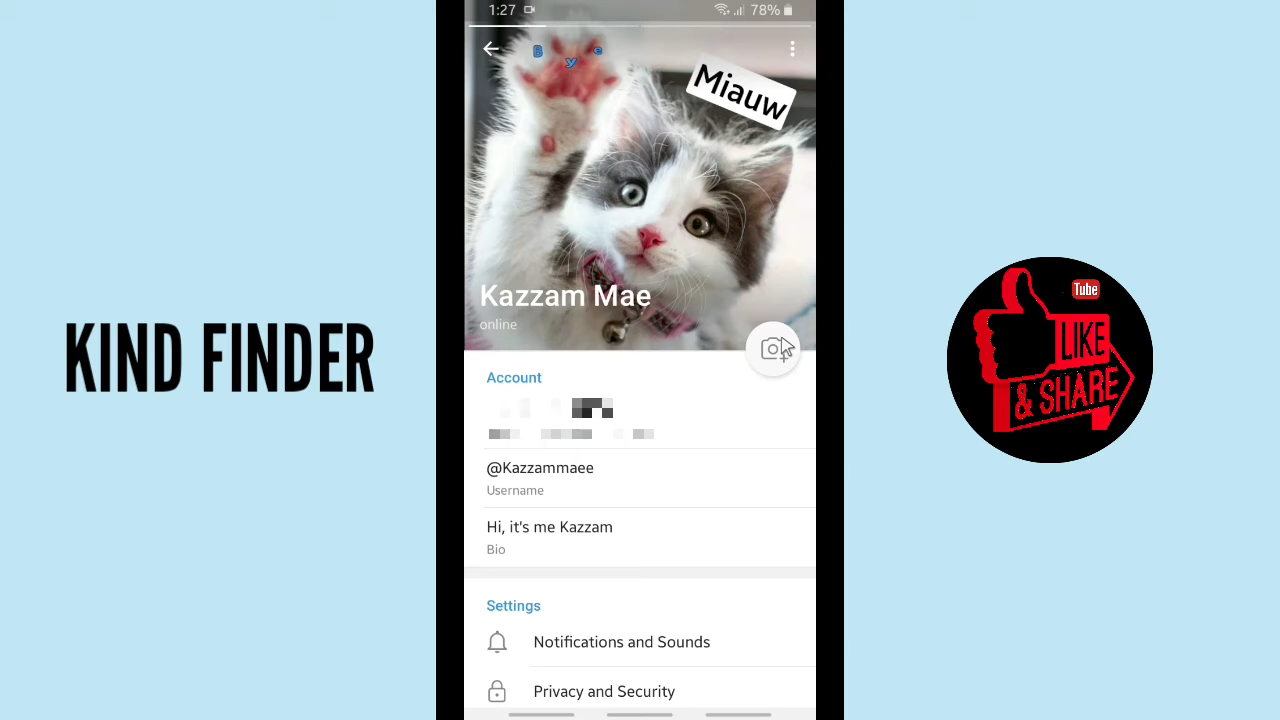 1:27
78%
B y e
Miauw
Kazzam Mae
online
Account
@Kazzammaee
Username
Hi, it's me Kazzam
Bio
Settings
Notifications and Sounds
Privacy and Security
KIND FINDER
Tube
LIKE
& SHARE